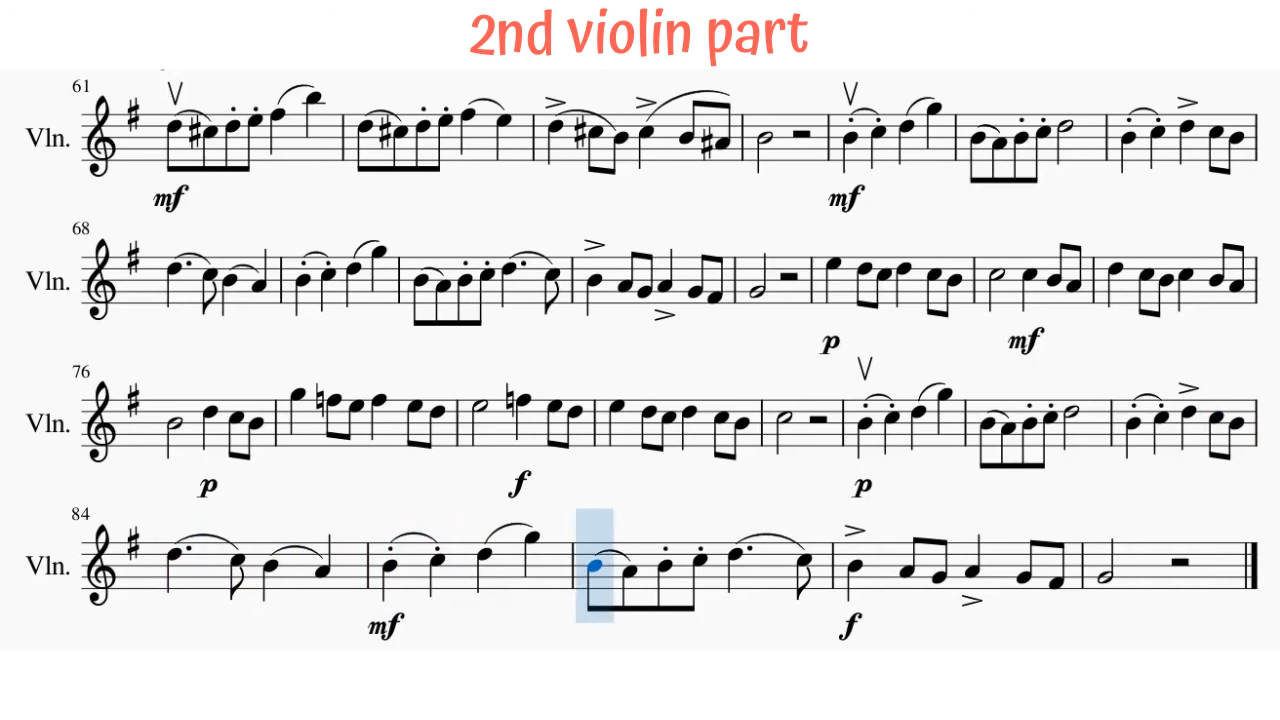 2nd violin part
61
Vln.
mf
mf
68
Vln.
p
mf
76
Vln.
p
f
p
84
Vln.
mf
f